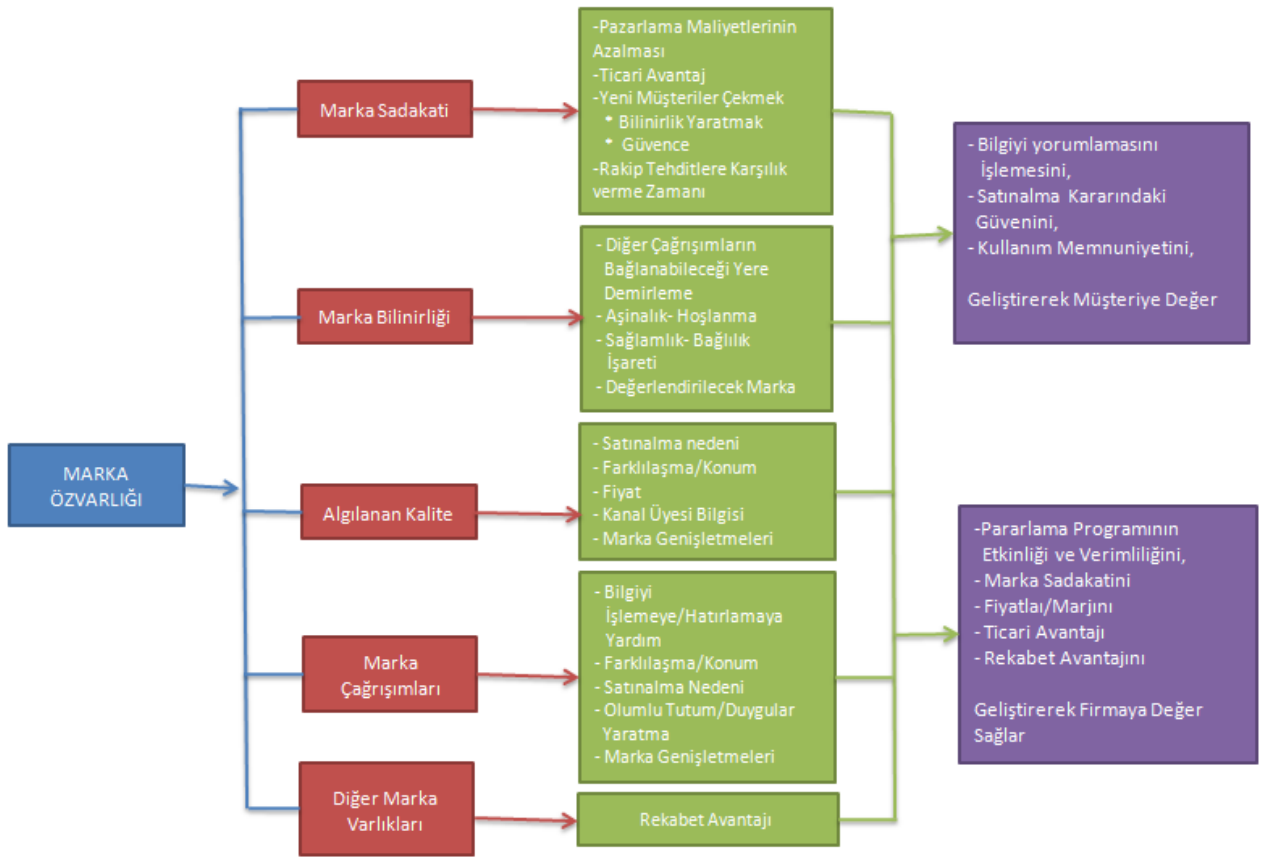 MARKA
ÖZVARLIĞI
Marka Sadakati
-Pazarlama Maliyetlerinin
Azalması
-Ticari Avantaj
-Yeni Müşteriler Çekmek
* Bilinirlik Yaratmak
* Güvence
-Rakip Tehditlere Karşılık
verme Zamanı
Marka Bilinirliği
- Diğer Çağrışımların
Bağlanabileceği Yere
Demirleme
- Aşinalık- Hoşlanma
- Sağlamlık- Bağlılık
İşareti
- Değerlendirilecek Marka
Algılanan Kalite
- Satınalma nedeni
- Farklılaşma/Konum
- Fiyat
- Kanal Üyesi Bilgisi
- Marka Genişletmeleri
Marka
Çağrışımları
- Bilgiyi
İşlemeye/Hatırlamaya
Yardım
- Farklılaşma/Konum
- Satınalma Nedeni
- Olumlu Tutum/Duygular
Yaratma
- Marka Genişletmeleri
Diğer Marka
Varlıkları
Rekabet Avantajı
- Bilgiyi yorumlamasını
İşlemesini,
- Satınalma Kararındaki
Güvenini,
- Kullanım Memnuniyetini,
Geliştirerek Müşteriye Değer
-Pararlama Programının
Etkinliği ve Verimliliğini,
- Marka Sadakatini
- Fiyatlaı/Marjını
- Ticari Avantajı
- Rekabet Avantajını
Geliştirerek Firmaya Değer
Sağlar